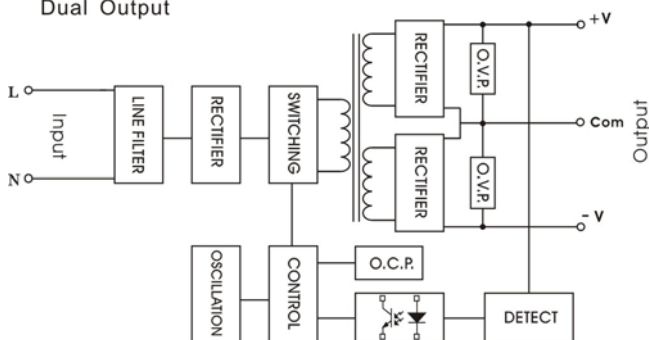 Dual Output
L
N
Input
LINE FILTER
RECTIFIER
SWITCHING
RECTIFIER
RECTIFIER
O.V.P.
O.V.P.
+V
Com
- V
Output
OSCILLATION
CONTROL
O.C.P.
DETECT